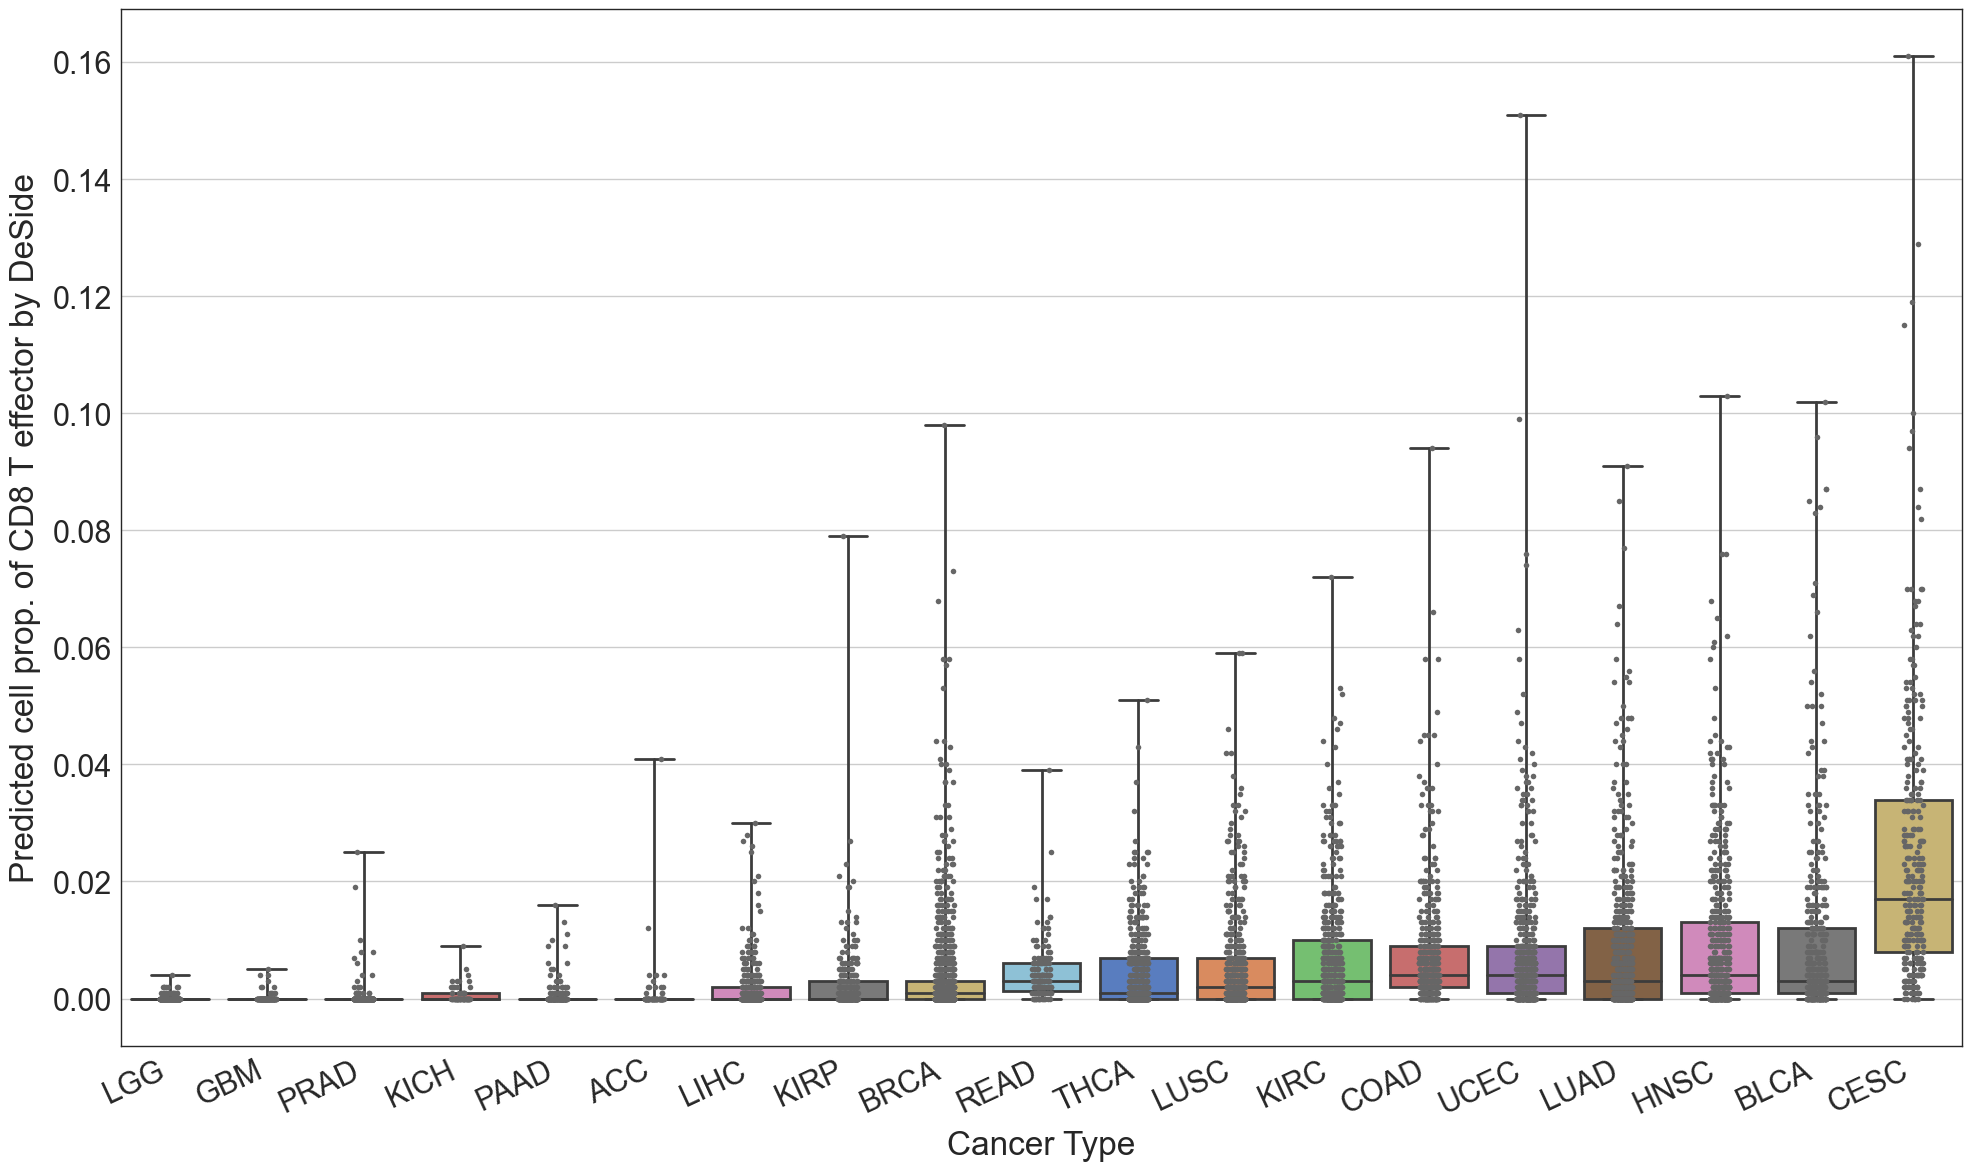 Predicted cell prop. of CD8 T effector by DeSide
0.16
0.14
0.12
0.10
0.08
0.06
0.04
0.02
0.00
LGG
GBM
PRAD
KICH
PAAD
ACC
LIHC
KIRP
BRCA
READ
THCA
LUSC
KIRC
COAD
UCEC
LUAD
HNSC
BLCA
CESC
Cancer Type